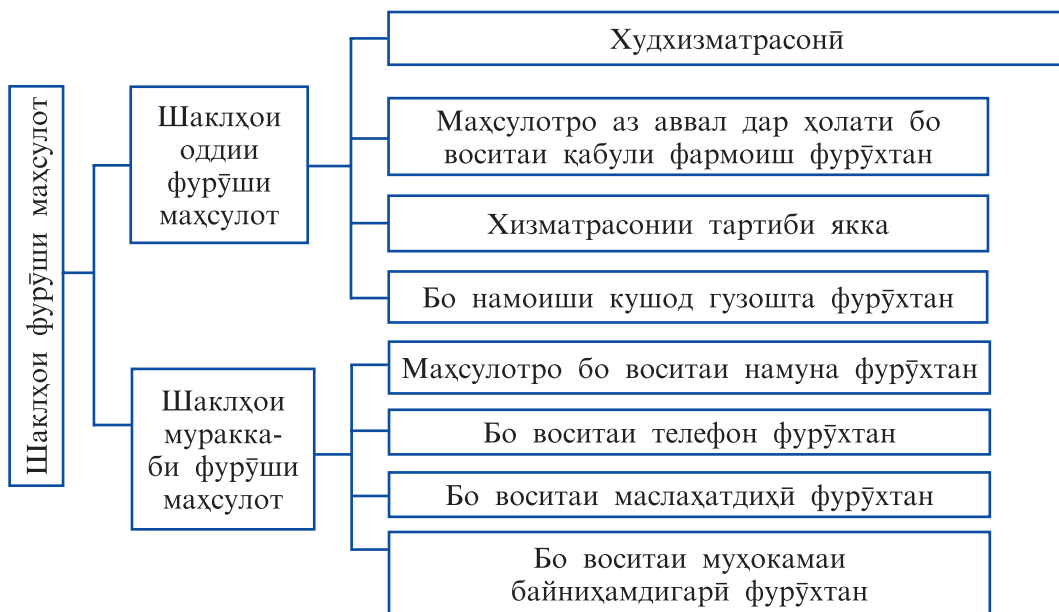 Шаклҳои фурӯши маҳсулот
Шаклҳои
оддии
фурӯши
маҳсулот
Худхизматрасонӣ
Маҳсулотро аз аввал дар ҳолати бо
воситаи қабули фармоиш фурӯхтан
Хизматрасонии тартиби якка
Бо намоиши кушод гузошта фурӯхтан
Шаклҳои
муракка-
би фурӯши
маҳсулот
Маҳсулотро бо воситаи намуна фурӯхтан
Бо воситаи телефон фурӯхтан
Бо воситаи маслаҳатдиҳӣ фурӯхтан
Бо воситаи муҳокамаи
байниҳамдигарӣ фурӯхтан